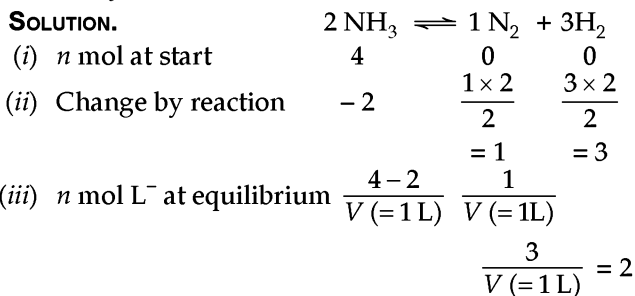 SOLUTION. 2 NH₃ ⇌ 1 N₂ + 3H₂
(i) n mol at start 4 0 0
(ii) Change by reaction – 2 1 × 2 / 2 3 × 2 / 2
= 1 = 3
(iii) n mol L⁻ at equilibrium 4 – 2 / V (= 1 L) 1 / V (= 1L)
3 / V (= 1 L) = 2